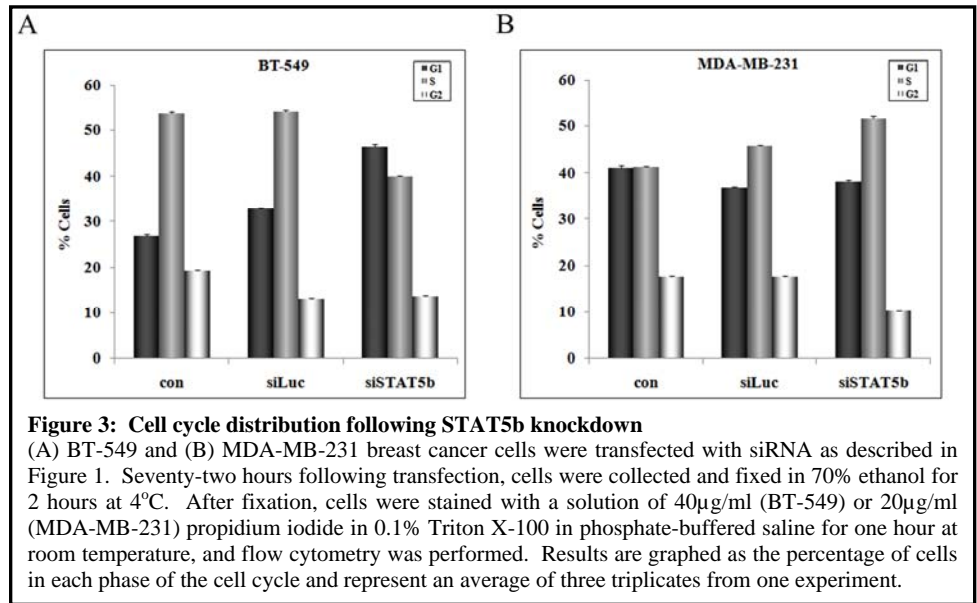 A
B
BT-549
G1
S
G2
60
50
40
30
20
10
0
% Cells
con
siLuc
siSTAT5b
MDA-MB-231
G1
S
G2
60
50
40
30
20
10
0
% Cells
con
siLuc
siSTAT5b
Figure 3: Cell cycle distribution following STAT5b knockdown
(A) BT-549 and (B) MDA-MB-231 breast cancer cells were transfected with siRNA as described in
Figure 1. Seventy-two hours following transfection, cells were collected and fixed in 70% ethanol for
2 hours at 4°C. After fixation, cells were stained with a solution of 40µg/ml (BT-549) or 20µg/ml
(MDA-MB-231) propidium iodide in 0.1% Triton X-100 in phosphate-buffered saline for one hour at
room temperature, and flow cytometry was performed. Results are graphed as the percentage of cells
in each phase of the cell cycle and represent an average of three triplicates from one experiment.